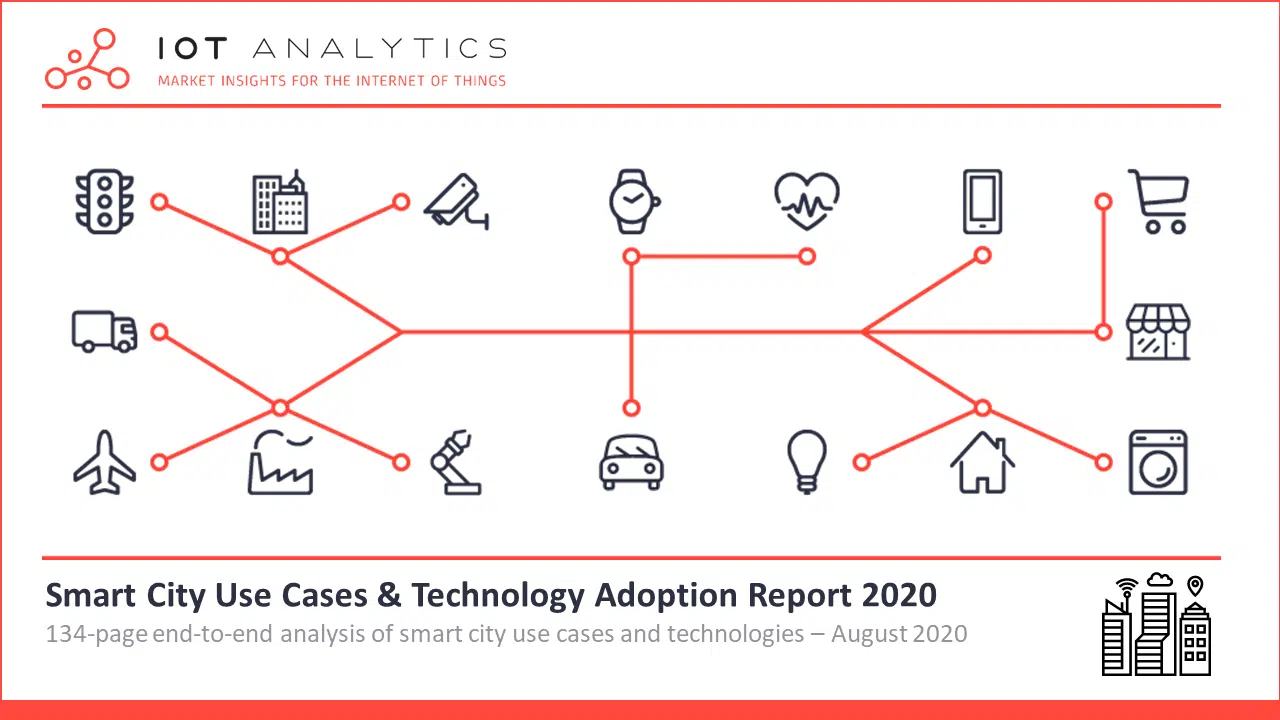 IOT ANALYTICS
MARKET INSIGHTS FOR THE INTERNET OF THINGS
Smart City Use Cases & Technology Adoption Report 2020
134-page end-to-end analysis of smart city use cases and technologies – August 2020